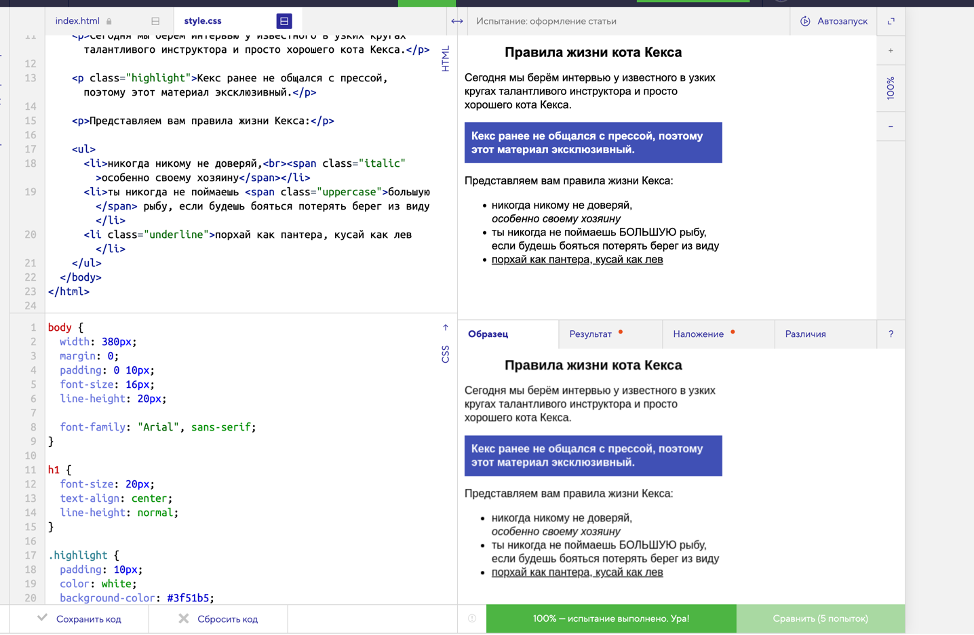 index.html
style.css
Испытание: оформление статьи
Автозапуск
11 <p>Сегодня мы берём интервью у известного в узких кругах
талантливого инструктора и просто хорошего кота Кекса.</p>
12
13 <p class="highlight">Кекс ранее не общался с прессой,
поэтому этот материал эксклюзивный.</p>
14
15 <p>Представляем вам правила жизни Кекса:</p>
16
17 <ul>
18 <li>никогда никому не доверяй,<br><span class="italic"
>особенно своему хозяину</span></li>
19 <li>ты никогда не поймаешь <span class="uppercase">большую
</span> рыбу, если будешь бояться потерять берег из виду
</li>
20 <li class="underline">порхай как пантера, кусай как лев
</li>
21 </ul>
22 </body>
23 </html>
24
HTML
1 body {
2 width: 380px;
3 margin: 0;
4 padding: 0 10px;
5 font-size: 16px;
6 line-height: 20px;
7
8 font-family: "Arial", sans-serif;
9 }
10
11 h1 {
12 font-size: 20px;
13 text-align: center;
14 line-height: normal;
15 }
16
17 .highlight {
18 padding: 10px;
19 color: white;
20 background-color: #3f51b5;
CSS
Сохранить код
Сбросить код
Правила жизни кота Кекса
Сегодня мы берём интервью у известного в узких
кругах талантливого инструктора и просто
хорошего кота Кекса.
Кекс ранее не общался с прессой, поэтому
этот материал эксклюзивный.
Представляем вам правила жизни Кекса:
• никогда никому не доверяй,
особенно своему хозяину
• ты никогда не поймаешь БОЛЬШУЮ рыбу,
если будешь бояться потерять берег из виду
• порхай как пантера, кусай как лев
+
100%
−
Образец
Результат
Наложение
Различия
?
Правила жизни кота Кекса
Сегодня мы берём интервью у известного в узких
кругах талантливого инструктора и просто
хорошего кота Кекса.
Кекс ранее не общался с прессой, поэтому
этот материал эксклюзивный.
Представляем вам правила жизни Кекса:
• никогда никому не доверяй,
особенно своему хозяину
• ты никогда не поймаешь БОЛЬШУЮ рыбу,
если будешь бояться потерять берег из виду
• порхай как пантера, кусай как лев
100% — испытание выполнено. Ура!
Сравнить (5 попыток)